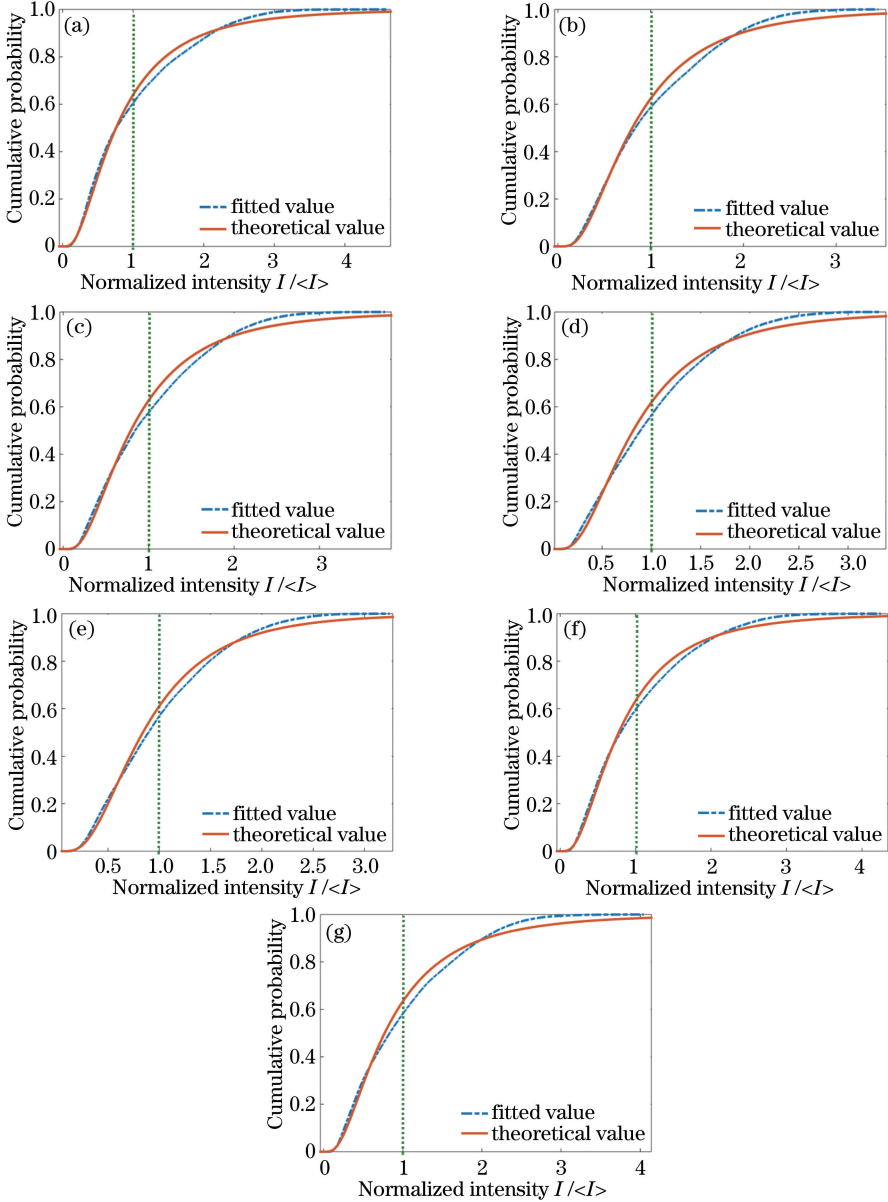 (a)
Cumulative probability
1.0
0.8
0.6
0.4
0.2
0
fitted value
theoretical value
0 1 2 3 4
Normalized intensity I /<I>
(b)
Cumulative probability
1.0
0.8
0.6
0.4
0.2
0
fitted value
theoretical value
0 1 2 3
Normalized intensity I /<I>
(c)
Cumulative probability
1.0
0.8
0.6
0.4
0.2
0
fitted value
theoretical value
0 1 2 3
Normalized intensity I /<I>
(d)
Cumulative probability
1.0
0.8
0.6
0.4
0.2
0
fitted value
theoretical value
0.5 1.0 1.5 2.0 2.5 3.0
Normalized intensity I /<I>
(e)
Cumulative probability
1.0
0.8
0.6
0.4
0.2
0
fitted value
theoretical value
0.5 1.0 1.5 2.0 2.5 3.0
Normalized intensity I /<I>
(f)
Cumulative probability
1.0
0.8
0.6
0.4
0.2
0
fitted value
theoretical value
0 1 2 3 4
Normalized intensity I /<I>
(g)
Cumulative probability
1.0
0.8
0.6
0.4
0.2
0
fitted value
theoretical value
0 1 2 3 4
Normalized intensity I /<I>